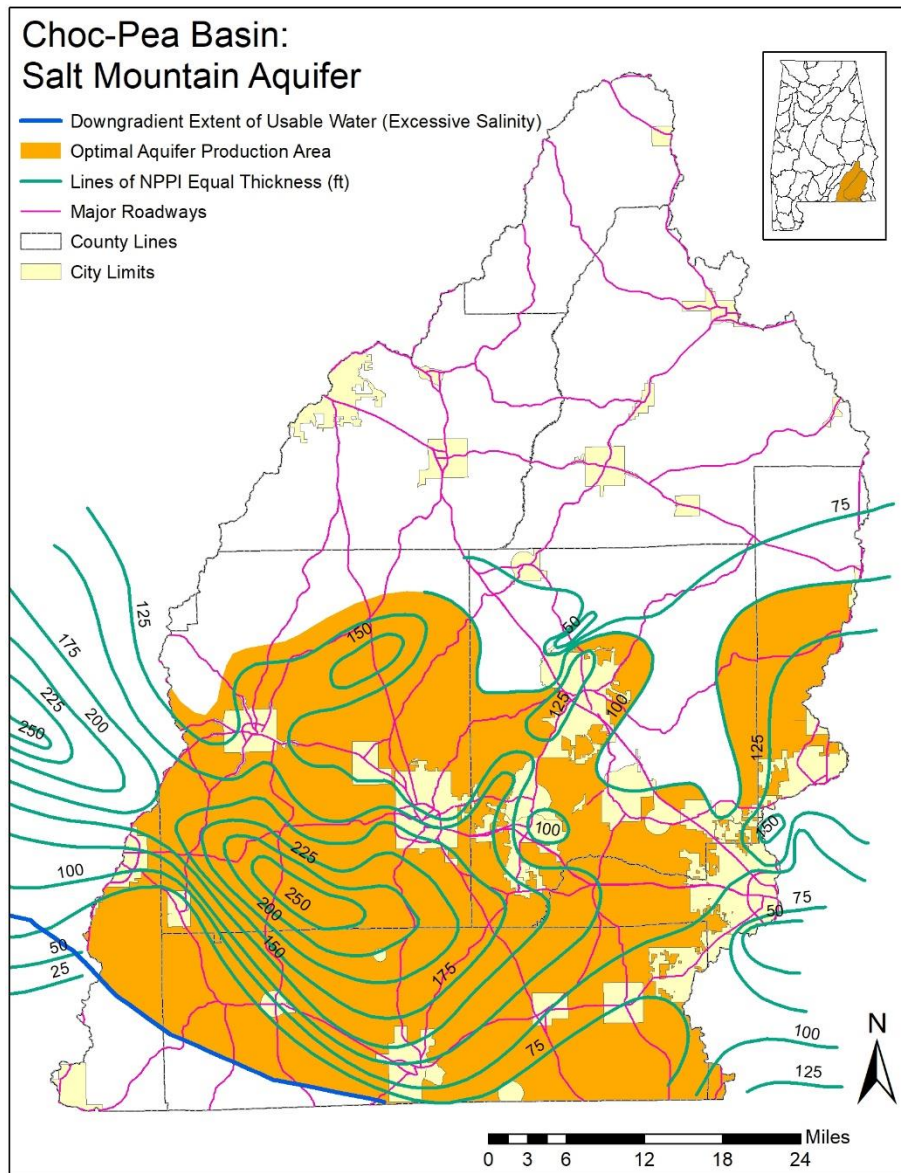 Choc-Pea Basin:
Salt Mountain Aquifer
Downgradient Extent of Usable Water (Excessive Salinity)
Optimal Aquifer Production Area
Lines of NPPI Equal Thickness (ft)
Major Roadways
County Lines
City Limits
75
125
150
175
50
225
200
125
100
250
125
150
100
225
100
250
200
75
50
150
50
175
25
100
75
125
N
Miles
0 3 6 12 18 24